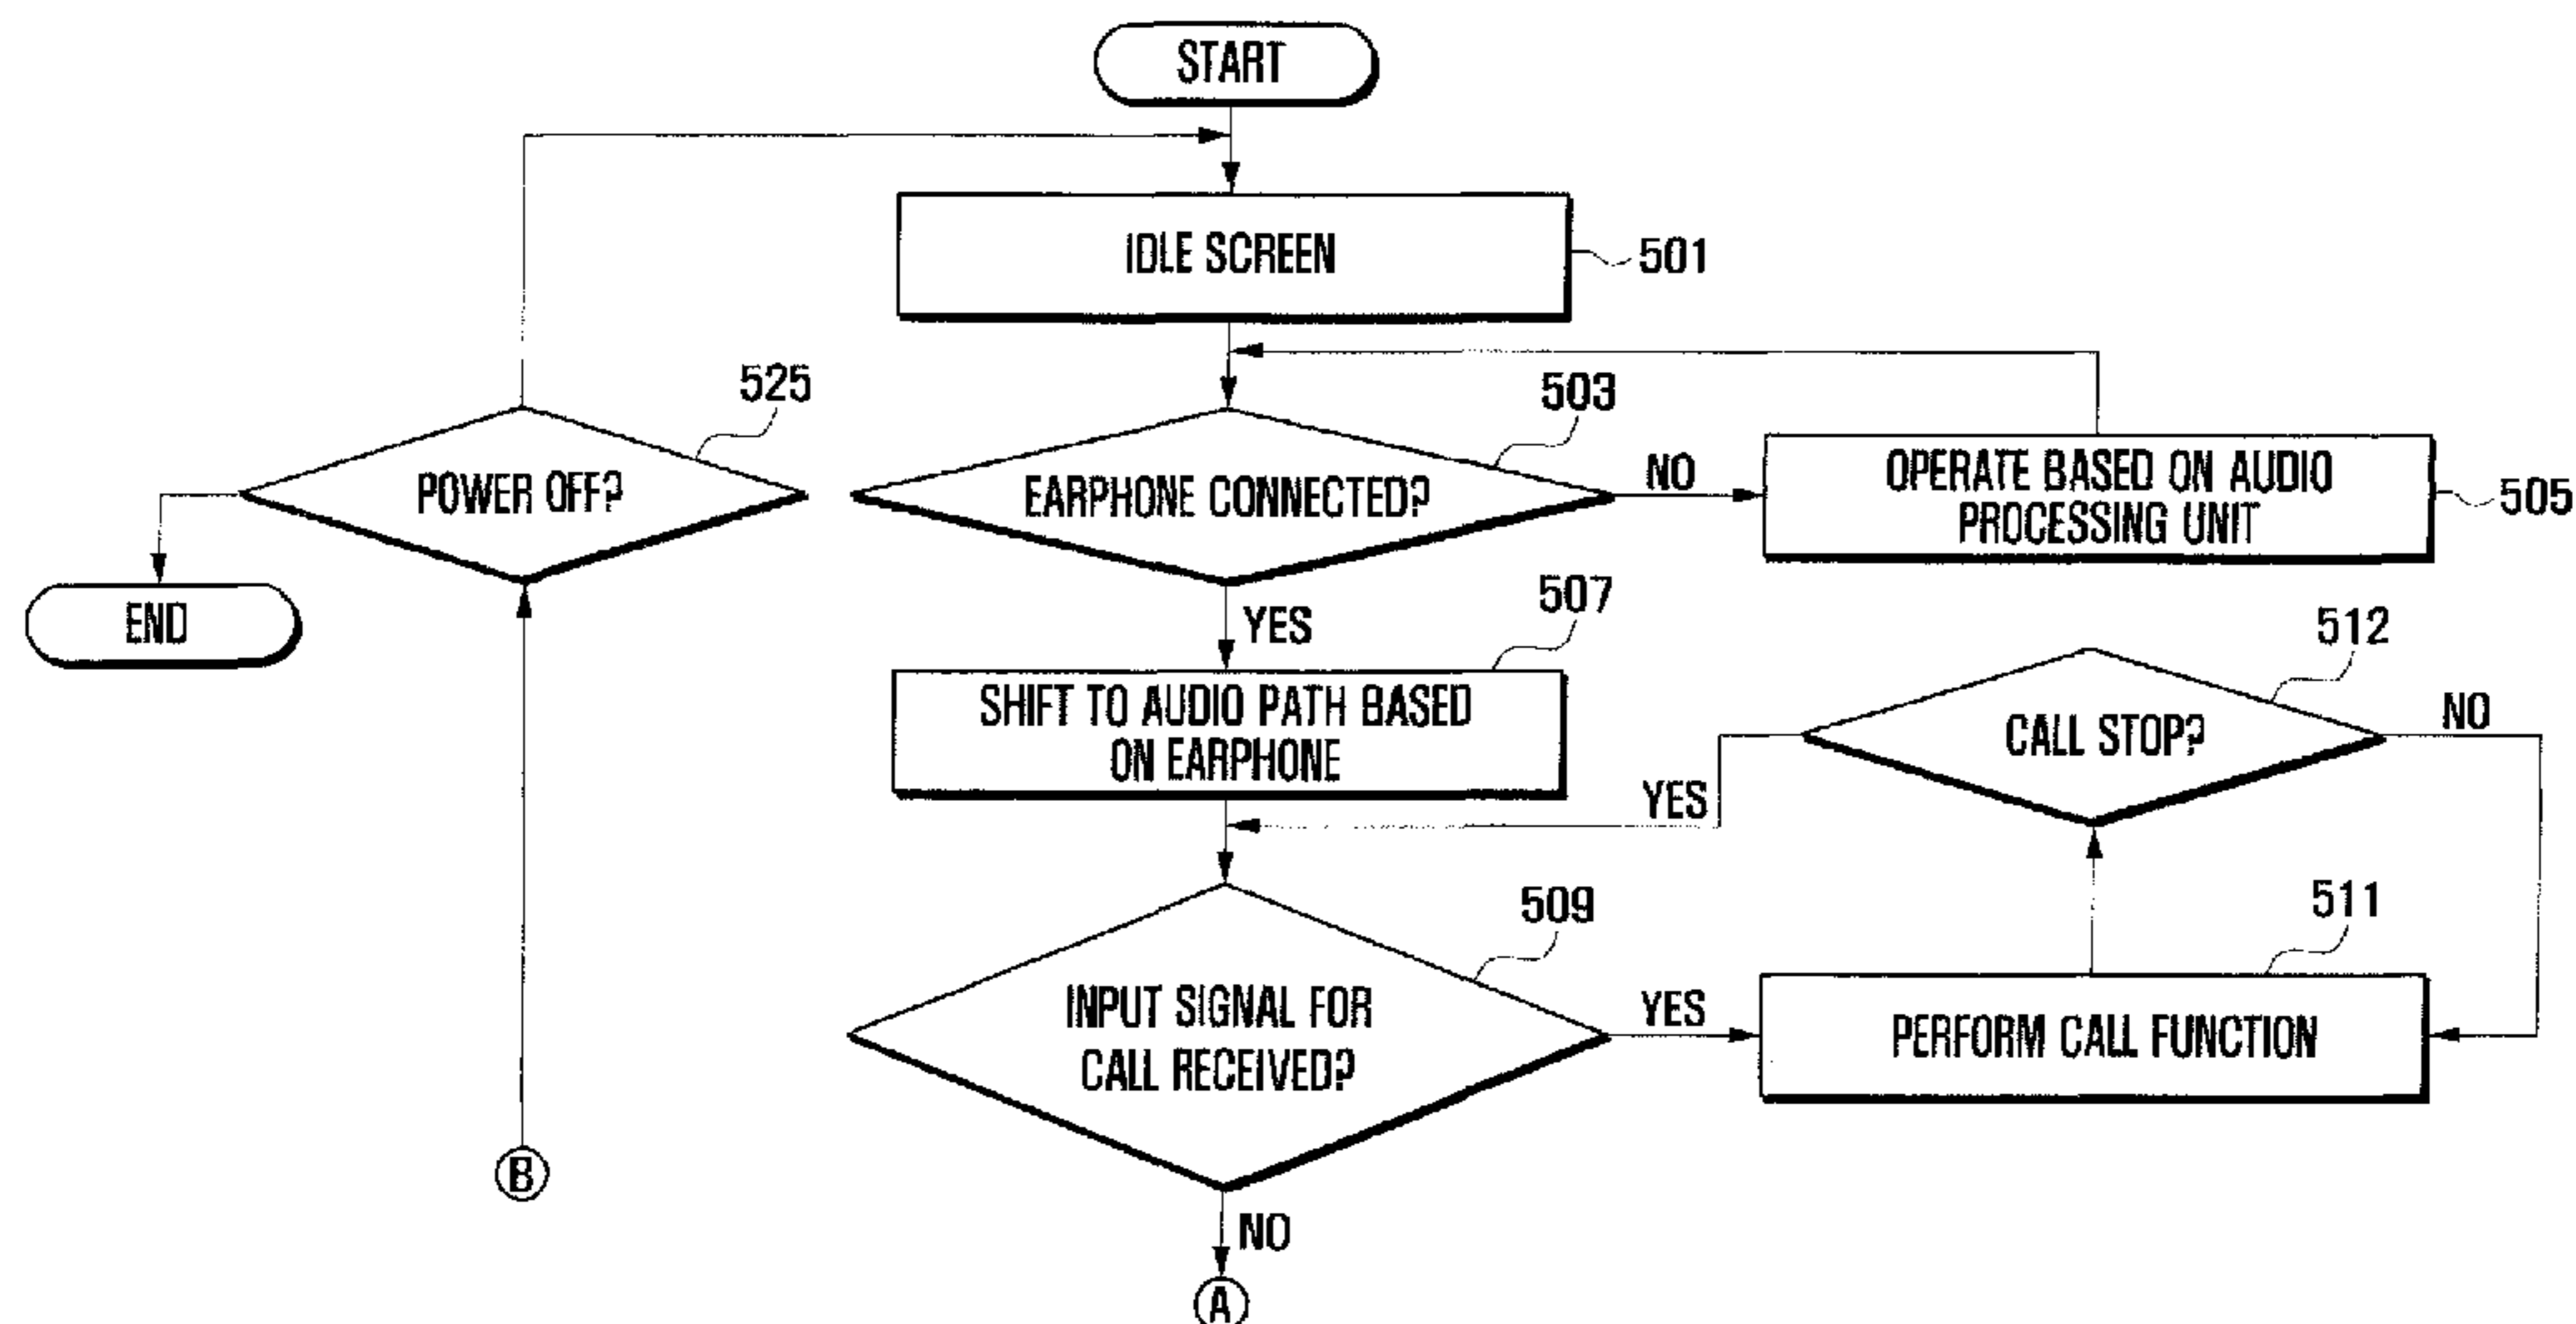 START
IDLE SCREEN
501
525
503
POWER OFF?
EARPHONE CONNECTED?
NO
OPERATE BASED ON AUDIO
PROCESSING UNIT
505
END
YES
507
512
SHIFT TO AUDIO PATH BASED
ON EARPHONE
CALL STOP?
NO
YES
509
511
INPUT SIGNAL FOR
CALL RECEIVED?
YES
PERFORM CALL FUNCTION
B
NO
A